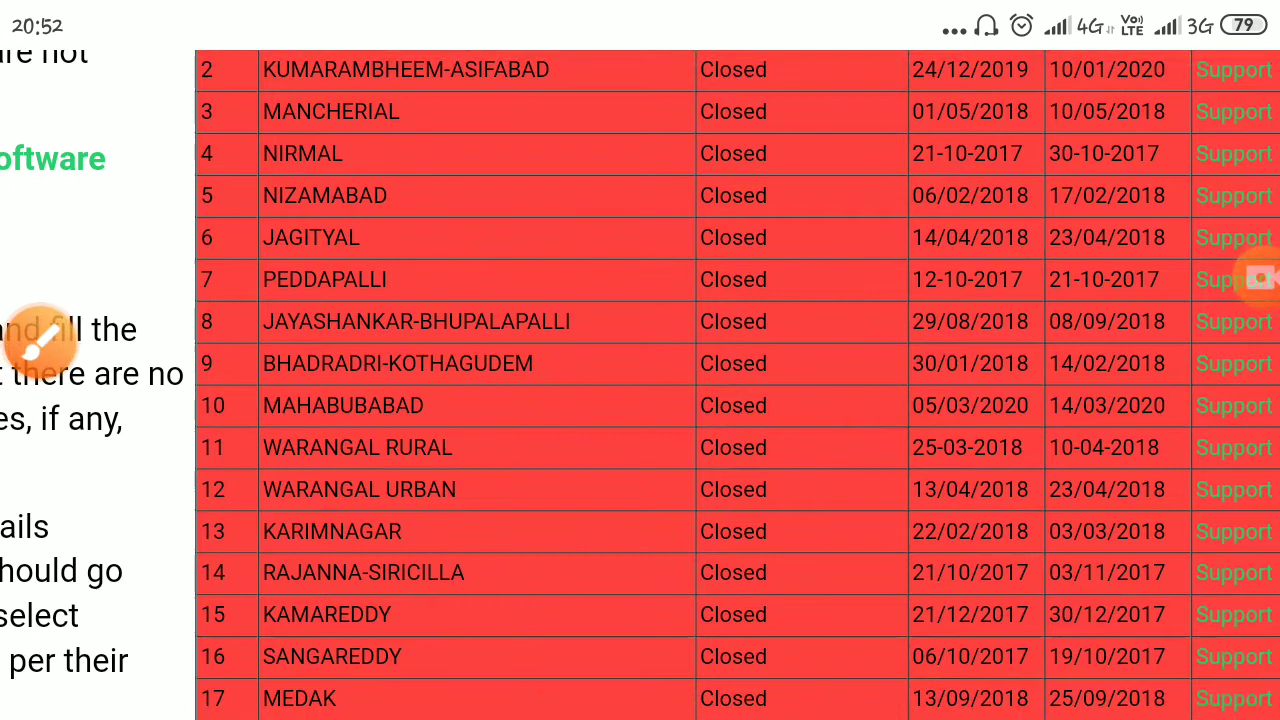 20:52
4G
Vo)
LTE
3G
79
are not
2 KUMARAMBHEEM-ASIFABAD Closed 24/12/2019 10/01/2020 Support
3 MANCHERIAL Closed 01/05/2018 10/05/2018 Support
oftware
4 NIRMAL Closed 21-10-2017 30-10-2017 Support
5 NIZAMABAD Closed 06/02/2018 17/02/2018 Support
6 JAGITYAL Closed 14/04/2018 23/04/2018 Support
7 PEDDAPALLI Closed 12-10-2017 21-10-2017 Support
and fill the
8 JAYASHANKAR-BHUPALAPALLI Closed 29/08/2018 08/09/2018 Support
t there are no
9 BHADRADRI-KOTHAGUDEM Closed 30/01/2018 14/02/2018 Support
es, if any,
10 MAHABUBABAD Closed 05/03/2020 14/03/2020 Support
11 WARANGAL RURAL Closed 25-03-2018 10-04-2018 Support
12 WARANGAL URBAN Closed 13/04/2018 23/04/2018 Support
ails
13 KARIMNAGAR Closed 22/02/2018 03/03/2018 Support
hould go
14 RAJANNA-SIRICILLA Closed 21/10/2017 03/11/2017 Support
select
15 KAMAREDDY Closed 21/12/2017 30/12/2017 Support
per their
16 SANGAREDDY Closed 06/10/2017 19/10/2017 Support
17 MEDAK Closed 13/09/2018 25/09/2018 Support